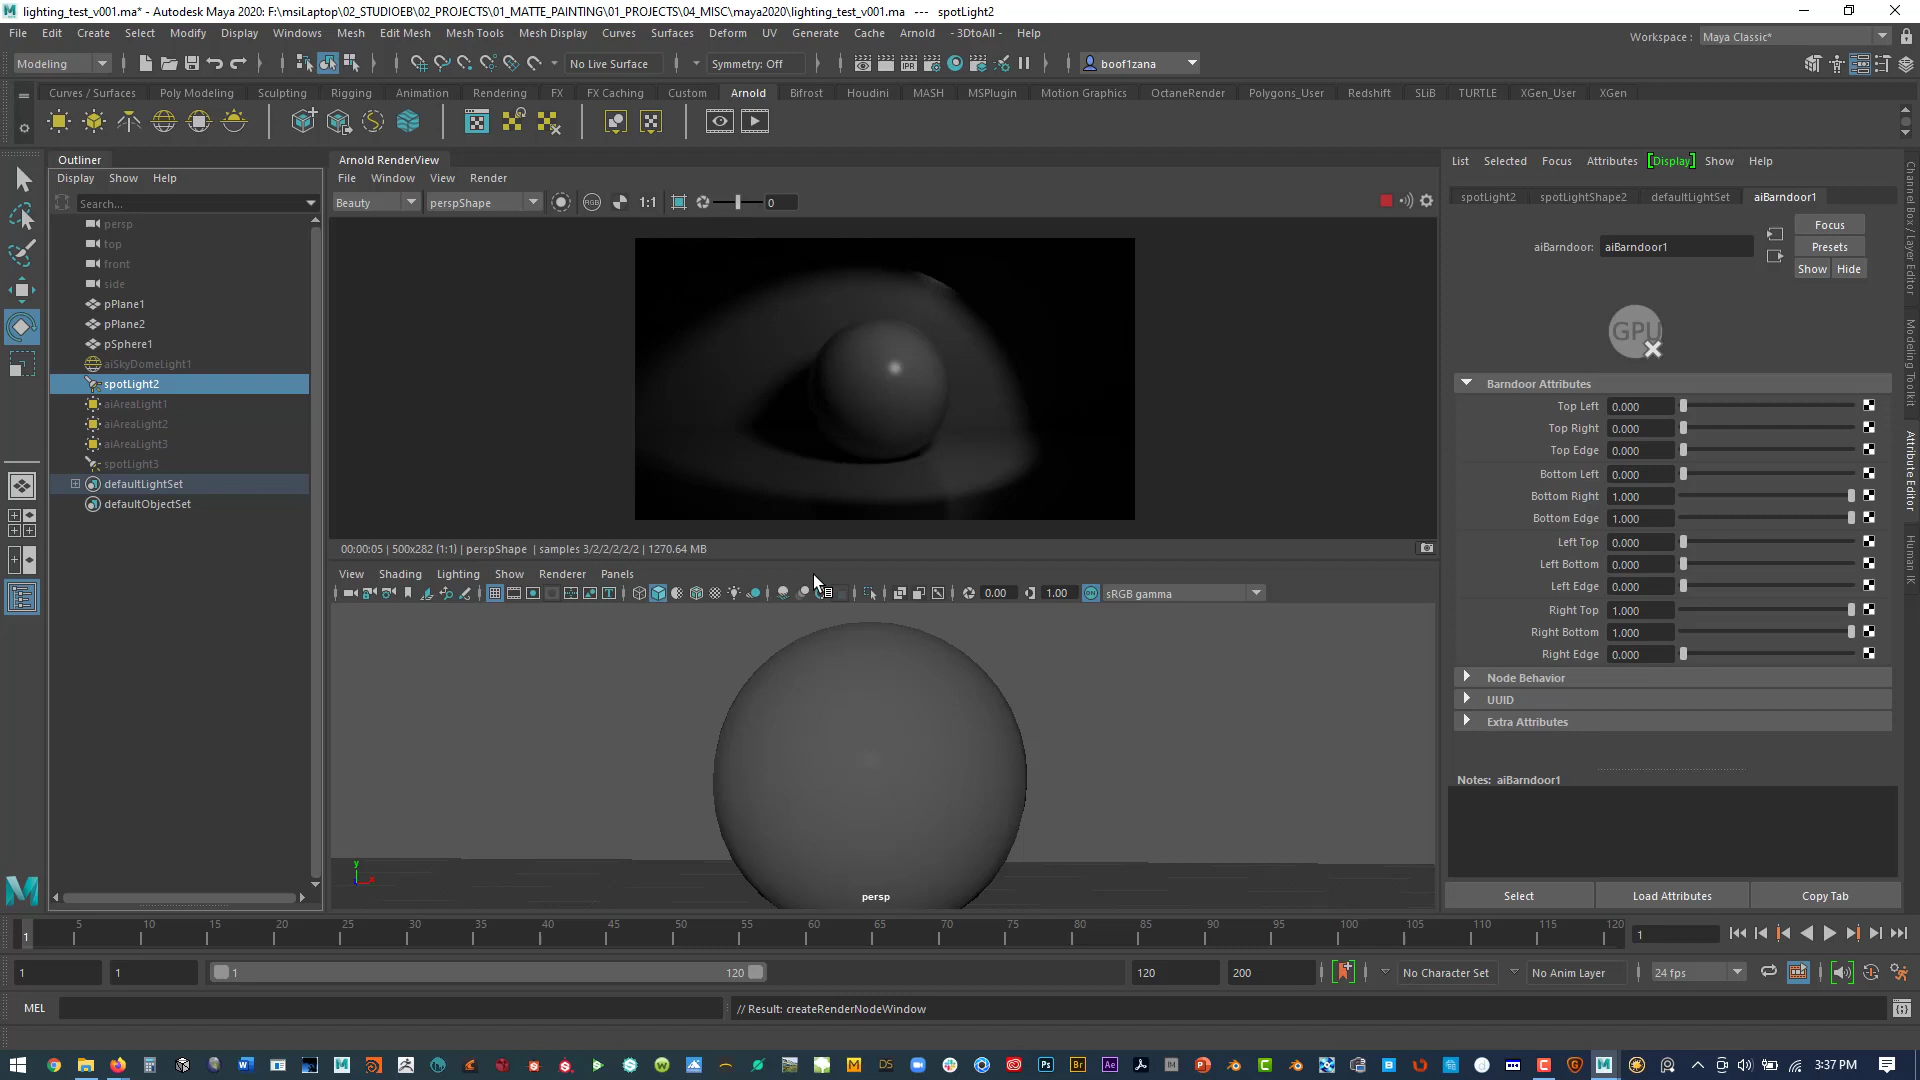 lighting_test_v001.ma* - Autodesk Maya 2020: F:\msiLaptop\02_STUDIOEB\02_PROJECTS\01_MATTE_PAINTING\01_PROJECTS\04_MISC\maya2020\lighting_test_v001.ma --- spotLight2
File Edit Create Select Modify Display Windows Mesh Edit Mesh Mesh Tools Mesh Display Curves Surfaces Deform UV Generate Cache Arnold - 3DtoAll - Help
Workspace : Maya Classic*
Modeling No Live Surface Symmetry: Off boof1zana
Curves / Surfaces Poly Modeling Sculpting Rigging Animation Rendering FX FX Caching Custom Arnold Bifrost Houdini MASH MSPlugin Motion Graphics OctaneRender Polygons_User Redshift SLiB TURTLE XGen_User XGen
Outliner
Display Show Help
Search...
persp
top
front
side
pPlane1
pPlane2
pSphere1
aiSkyDomeLight1
spotLight2
aiAreaLight1
aiAreaLight2
aiAreaLight3
spotLight3
defaultLightSet
defaultObjectSet
Arnold RenderView
File Window View Render
Beauty perspShape RGB 1:1 0
00:00:05 | 500x282 (1:1) | perspShape | samples 3/2/2/2/2/2 | 1270.64 MB
View Shading Lighting Show Renderer Panels
0.00 1.00 ON sRGB gamma
y
persp
List Selected Focus Attributes [Display] Show Help
spotLight2 spotLightShape2 defaultLightSet aiBarndoor1
Focus
aiBarndoor: aiBarndoor1 Presets
Show Hide
GPU
Barndoor Attributes
Top Left 0.000
Top Right 0.000
Top Edge 0.000
Bottom Left 0.000
Bottom Right 1.000
Bottom Edge 1.000
Left Top 0.000
Left Bottom 0.000
Left Edge 0.000
Right Top 1.000
Right Bottom 1.000
Right Edge 0.000
Node Behavior
UUID
Extra Attributes
Notes: aiBarndoor1
Select Load Attributes Copy Tab
Channel Box / Layer Editor
Modeling Toolkit
Attribute Editor
Human IK
1 5 10 15 20 25 30 35 40 45 50 55 60 65 70 75 80 85 90 95 100 105 110 115 120 1
1 1 1 120 120 200 No Character Set No Anim Layer 24 fps
MEL // Result: createRenderNodeWindow
3:37 PM